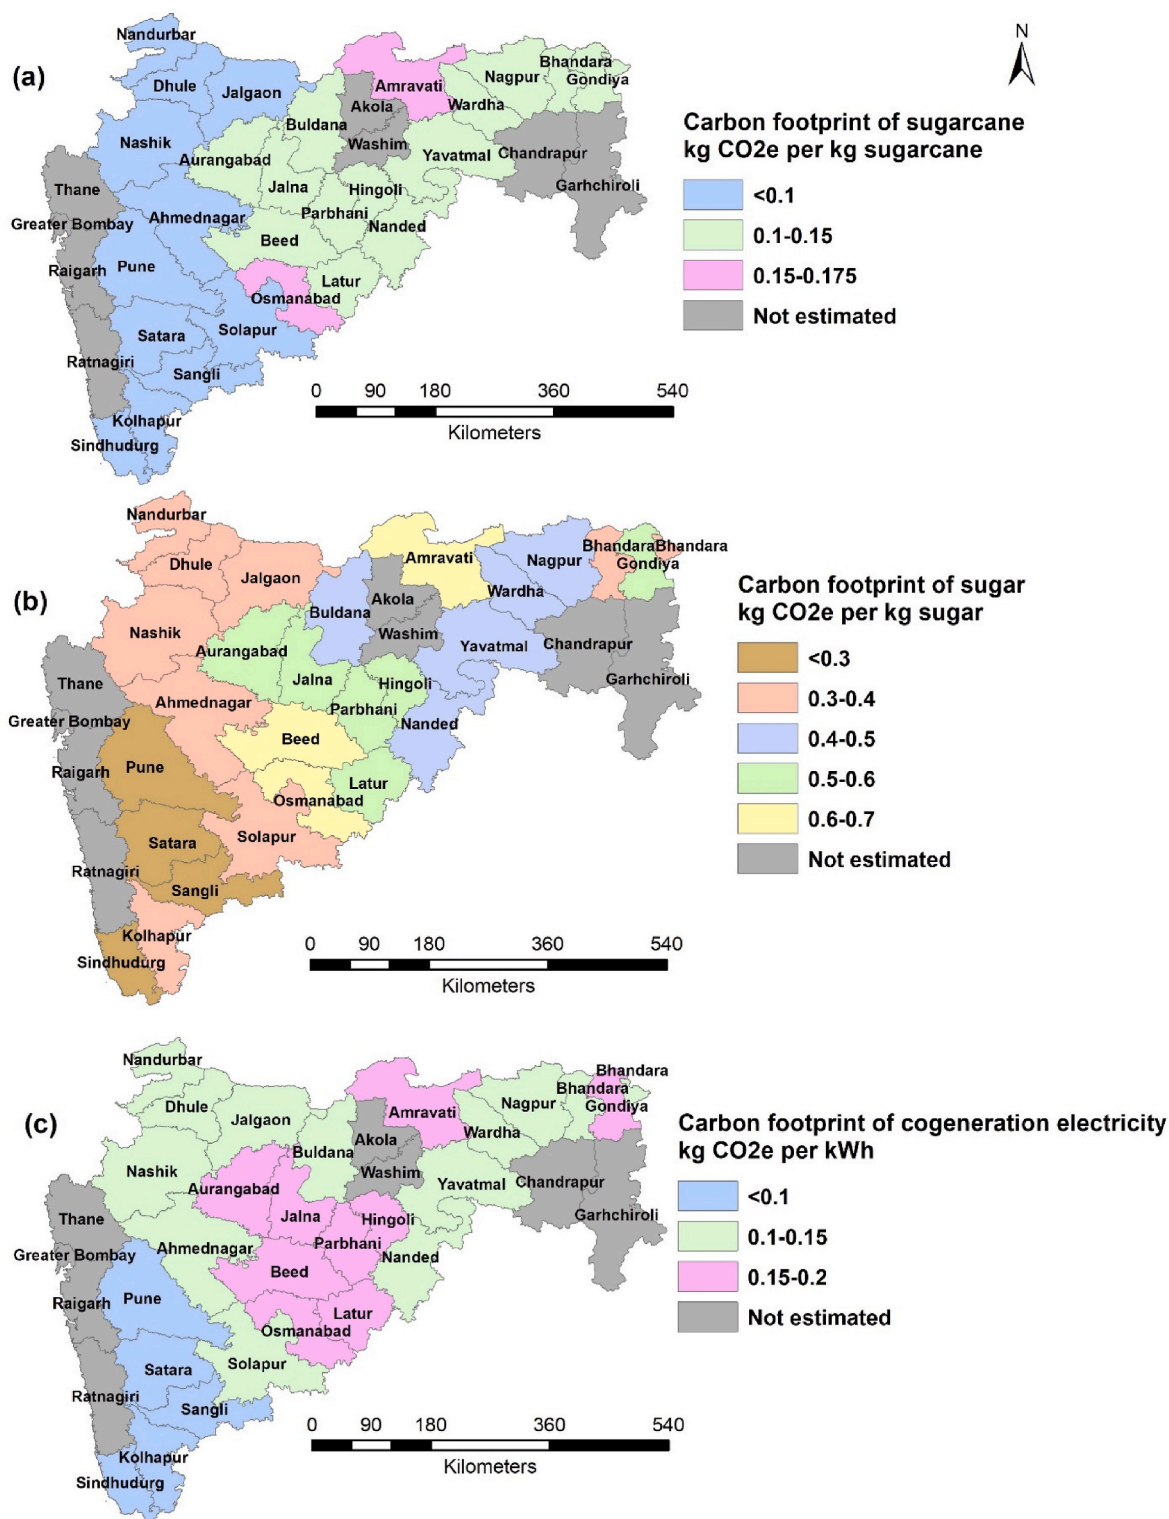 N
(a)
Nandurbar
Dhule
Jalgaon
Nashik
Buldana
Akola
Amravati
Washim
Wardha
Nagpur
Bhandara
Gondiya
Aurangabad
Jalna
Hingoli
Yavatmal
Chandrapur
Garhchiroli
Thane
Greater Bombay
Ahmednagar
Parbhani
Nanded
Beed
Raigarh
Pune
Latur
Osmanabad
Satara
Solapur
Ratnagiri
Sangli
Kolhapur
Sindhudurg
Carbon footprint of sugarcane
kg CO2e per kg sugarcane
<0.1
0.1-0.15
0.15-0.175
Not estimated
0 90 180 360 540
Kilometers
(b)
Nandurbar
Dhule
Jalgaon
Nashik
Buldana
Akola
Amravati
Washim
Wardha
Nagpur
Bhandara
Bhandara
Gondiya
Aurangabad
Jalna
Hingoli
Yavatmal
Chandrapur
Garhchiroli
Thane
Greater Bombay
Ahmednagar
Parbhani
Nanded
Beed
Raigarh
Pune
Latur
Osmanabad
Satara
Solapur
Ratnagiri
Sangli
Kolhapur
Sindhudurg
Carbon footprint of sugar
kg CO2e per kg sugar
<0.3
0.3-0.4
0.4-0.5
0.5-0.6
0.6-0.7
Not estimated
0 90 180 360 540
Kilometers
(c)
Nandurbar
Dhule
Jalgaon
Nashik
Buldana
Akola
Amravati
Washim
Wardha
Nagpur
Bhandara
Bhandara
Gondiya
Aurangabad
Jalna
Hingoli
Yavatmal
Chandrapur
Garhchiroli
Thane
Greater Bombay
Ahmednagar
Parbhani
Nanded
Beed
Raigarh
Pune
Latur
Osmanabad
Satara
Solapur
Ratnagiri
Sangli
Kolhapur
Sindhudurg
Carbon footprint of cogeneration electricity
kg CO2e per kWh
<0.1
0.1-0.15
0.15-0.2
Not estimated
0 90 180 360 540
Kilometers